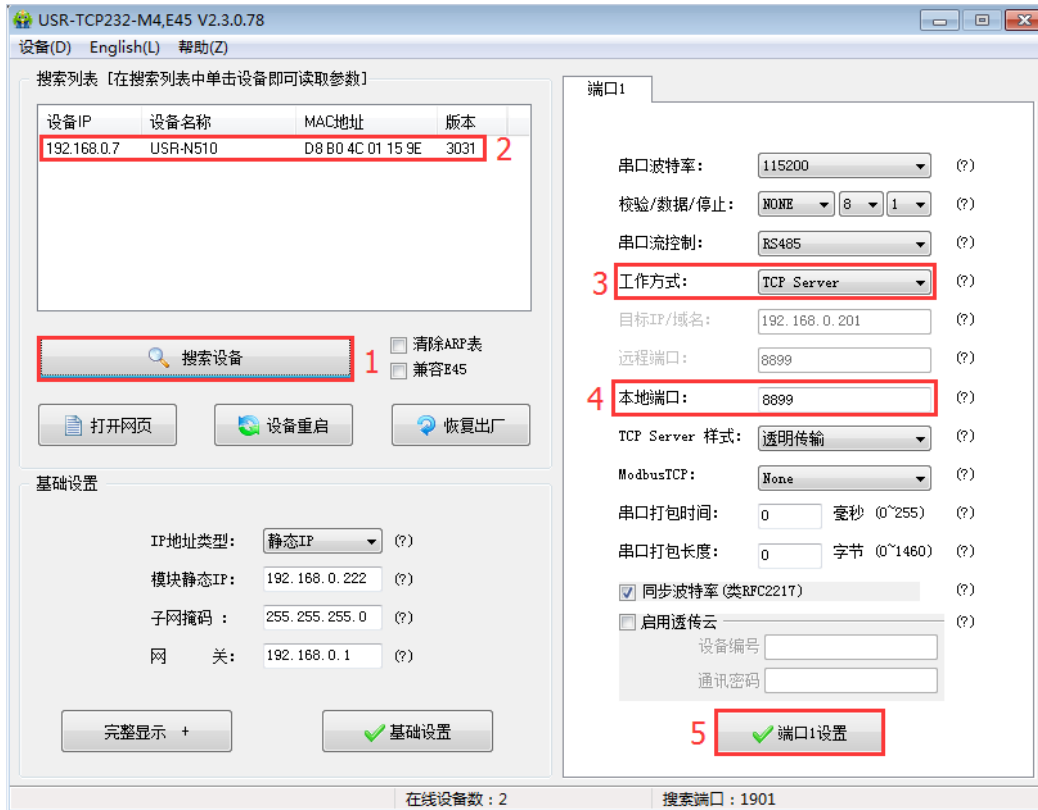 USR-TCP232-M4,E45 V2.3.0.78
设备(D) English(L) 帮助(Z)
搜索列表 [在搜索列表中单击设备即可读取参数]
设备IP 设备名称 MAC地址 版本
192.168.0.7 USR-N510 D8 B0 4C 01 15 9E 3031 2
搜索设备 1
清除ARP表
兼容E45
打开网页 设备重启 恢复出厂
基础设置
IP地址类型: 静态IP (?)
模块静态IP: 192.168.0.222 (?)
子网掩码 : 255.255.255.0 (?)
网 关: 192.168.0.1 (?)
完整显示 + 基础设置
端口1
串口波特率: 115200 (?)
校验/数据/停止: NONE 8 1 (?)
串口流控制: RS485 (?)
3 工作方式: TCP Server (?)
目标IP/域名: 192.168.0.201 (?)
远程端口: 8899 (?)
4 本地端口: 8899 (?)
TCP Server 样式: 透明传输 (?)
ModbusTCP: None (?)
串口打包时间: 0 毫秒 (0~255) (?)
串口打包长度: 0 字节 (0~1460) (?)
同步波特率(类RFC2217) (?)
启用透传云 (?)
设备编号
通讯密码
5 端口1设置
在线设备数:2 搜索端口:1901